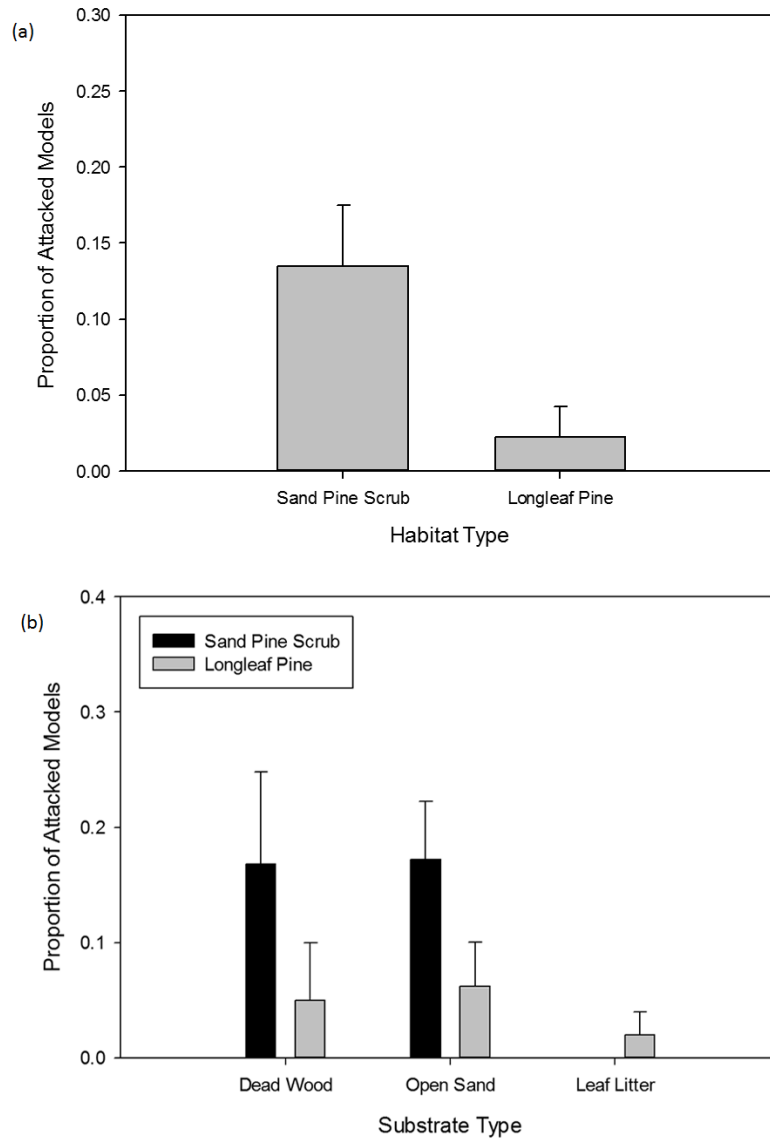 (a)
Proportion of Attacked Models
0.30
0.25
0.20
0.15
0.10
0.05
0.00
Sand Pine Scrub
Longleaf Pine
Habitat Type
(b)
Proportion of Attacked Models
0.4
0.3
0.2
0.1
0.0
Sand Pine Scrub
Longleaf Pine
Dead Wood
Open Sand
Leaf Litter
Substrate Type